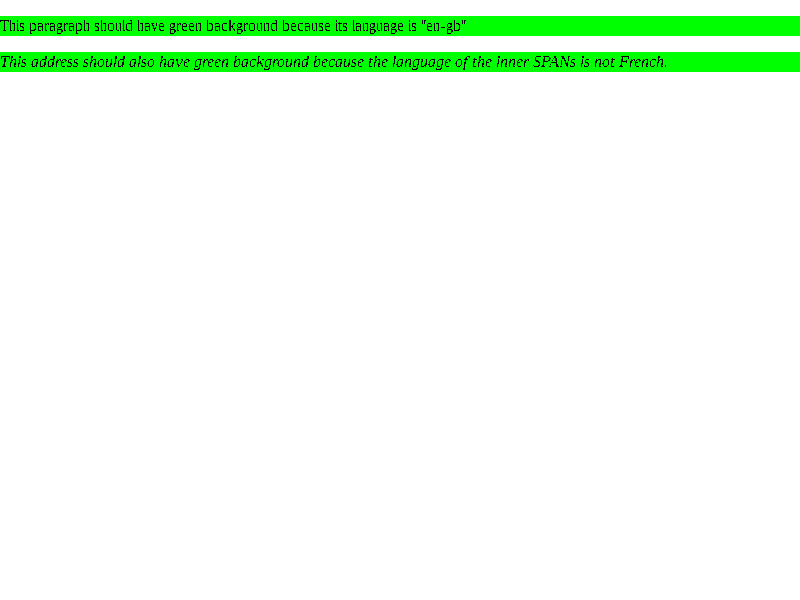 This paragraph should have green background because its language is "en-gb"
This address should also have green background because the language of the inner SPANs is not French.